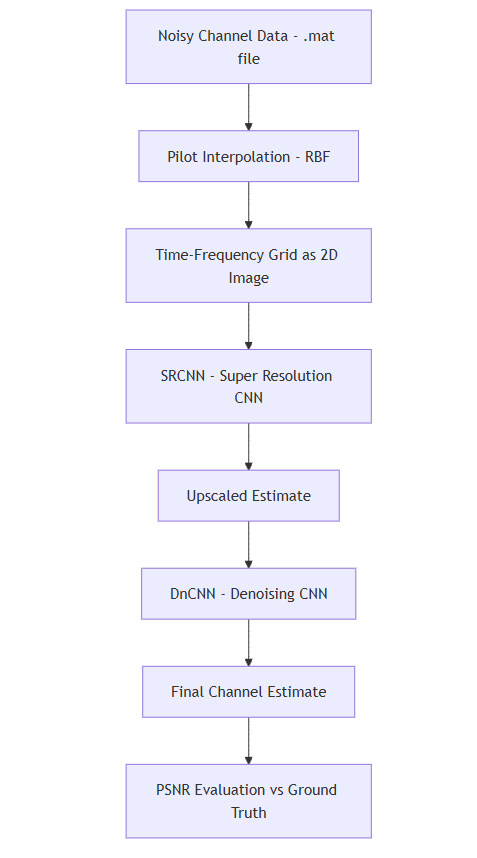 Noisy Channel Data - .mat
file
Pilot Interpolation - RBF
Time-Frequency Grid as 2D
Image
SRCNN - Super Resolution
CNN
Upscaled Estimate
DnCNN - Denoising CNN
Final Channel Estimate
PSNR Evaluation vs Ground
Truth